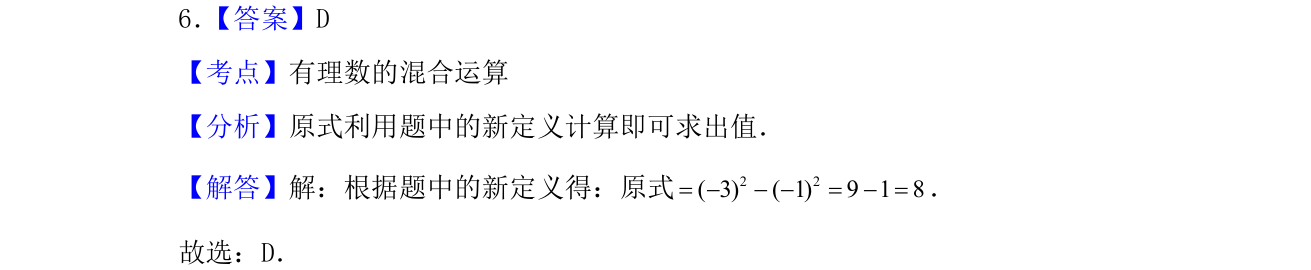 6．【答案】D
【考点】有理数的混合运算
【分析】原式利用题中的新定义计算即可求出值．
【解答】解：根据题中的新定义得：原式=(−3)²−(−1)²=9−1=8．
故选：D．